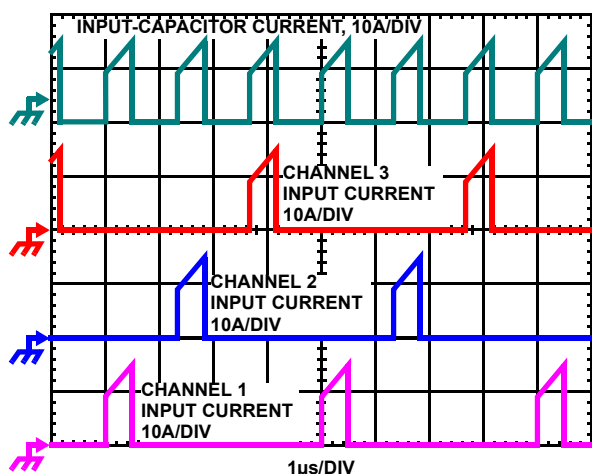 INPUT-CAPACITOR CURRENT, 10A/DIV
CHANNEL 3
INPUT CURRENT
10A/DIV
CHANNEL 2
INPUT CURRENT
10A/DIV
CHANNEL 1
INPUT CURRENT
10A/DIV
1µs/DIV